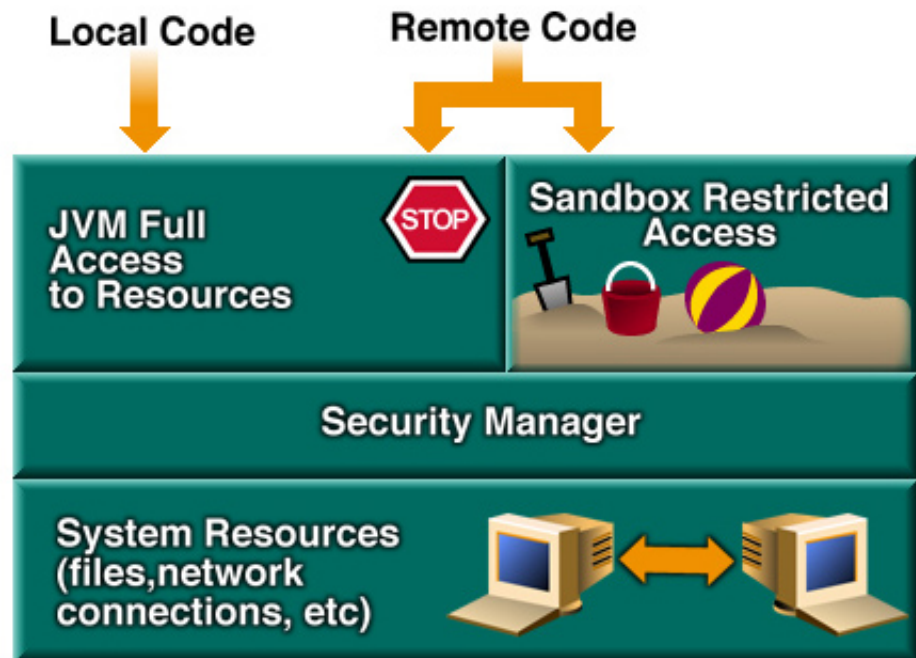 Local Code
Remote Code
JVM Full
Access
to Resources
STOP
Sandbox Restricted
Access
Security Manager
System Resources
(files,network
connections, etc)